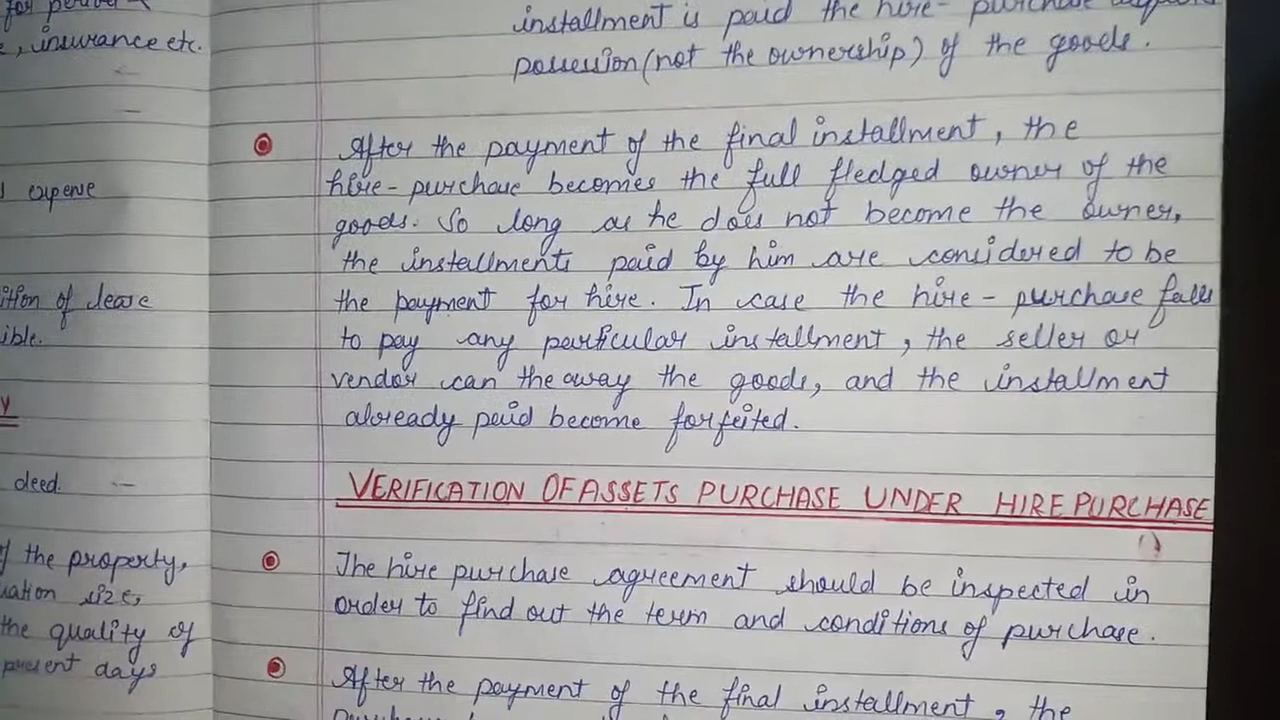 for
, insurance etc.
expense
ition of lease
ible.
y
deed.
the property,
uation size,
the quality of
present days
installment is paid the hire - purchase
possession (not the ownership) of the goods.
After the payment of the final installment, the
hire - purchase becomes the full fledged owner of the
goods. So long as he does not become the owner,
the installments paid by him are considered to be
the payment for hire. In case the hire - purchase fails
to pay any particular installment, the seller or
vendor can the away the goods, and the installment
already paid become forfeited.
VERIFICATION OF ASSETS PURCHASE UNDER HIRE PURCHASE
The hire purchase agreement should be inspected in
order to find out the term and conditions of purchase.
After the payment of the final installment, the